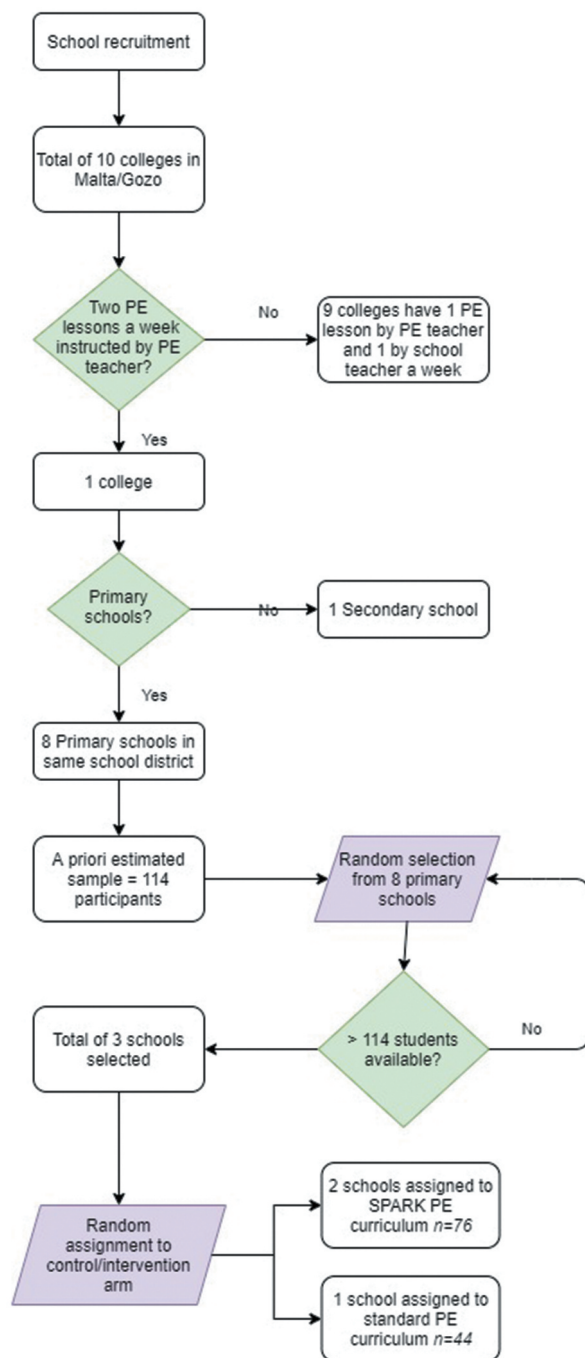 School recruitment
Total of 10 colleges in
Malta/Gozo
Two PE
lessons a week
instructed by PE
teacher?
No
9 colleges have 1 PE
lesson by PE teacher
and 1 by school
teacher a week
Yes
1 college
Primary
schools?
No
1 Secondary school
Yes
8 Primary schools in
same school district
A priori estimated
sample = 114
participants
Random selection
from 8 primary
schools
> 114 students
available?
No
Total of 3 schools
selected
Random
assignment to
control/intervention
arm
2 schools assigned to
SPARK PE
curriculum n=76
1 school assigned to
standard PE
curriculum n=44